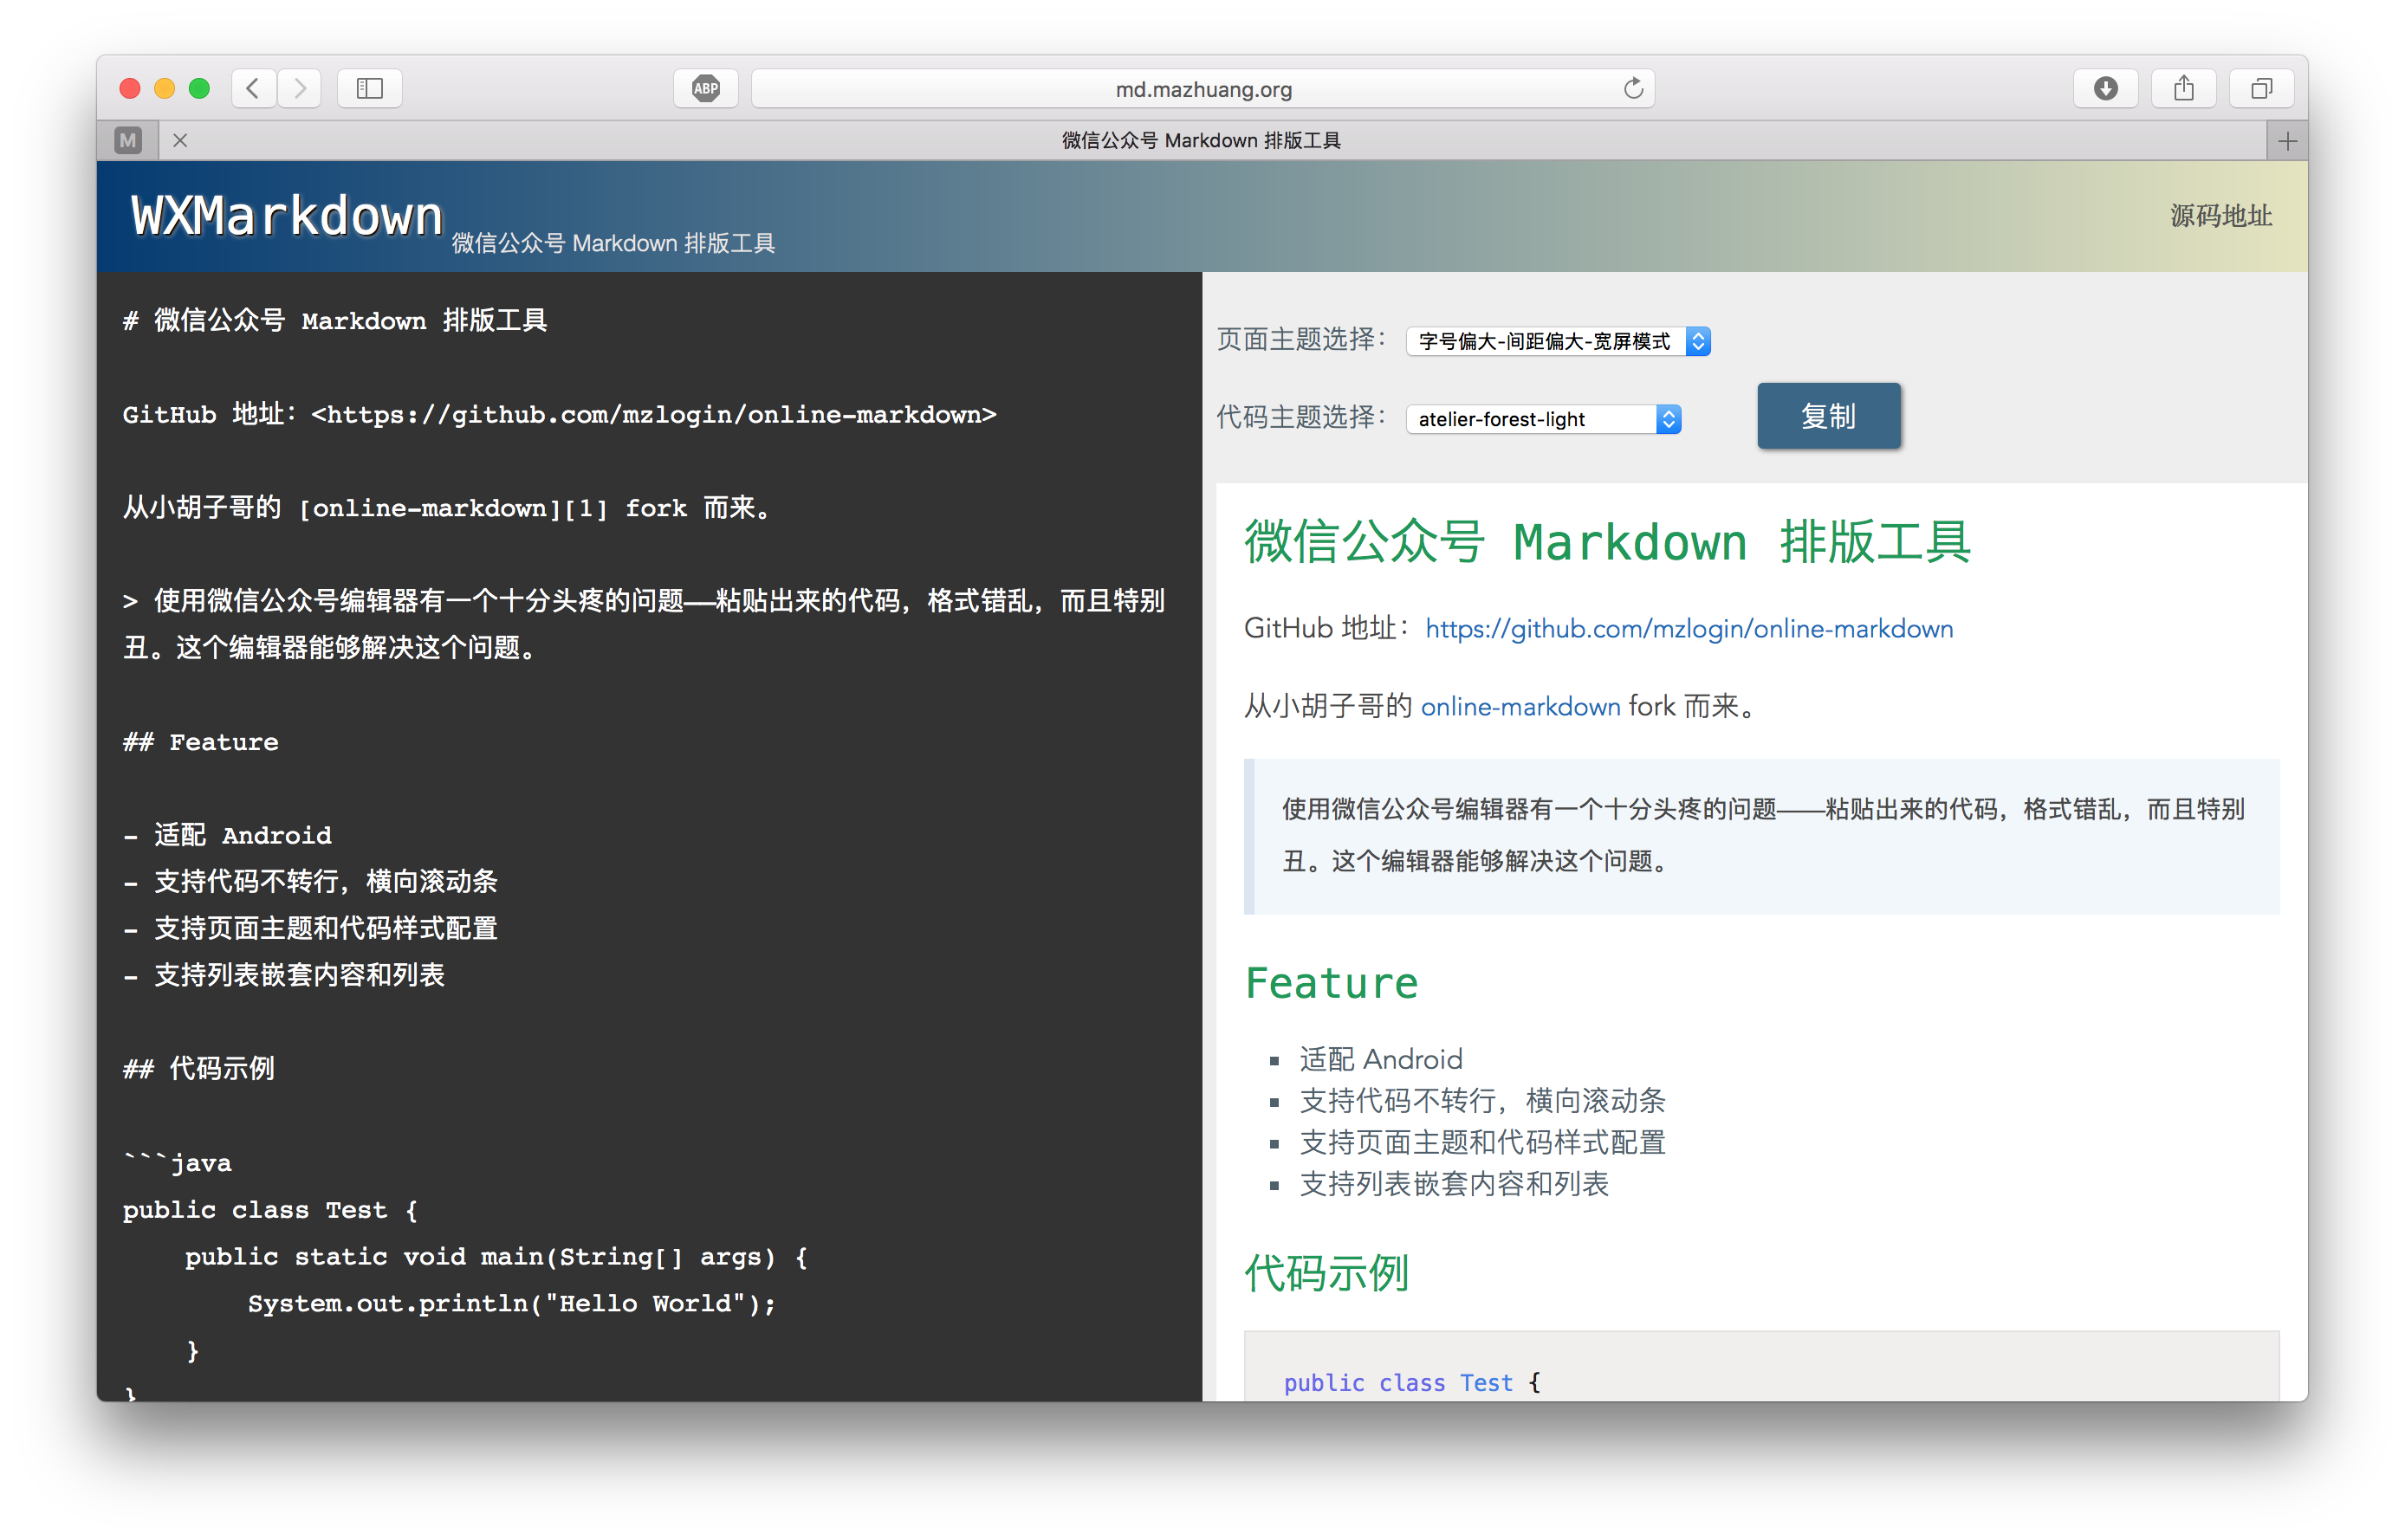 ABP
md.mazhuang.org
M
微信公众号 Markdown 排版工具
WXMarkdown 微信公众号 Markdown 排版工具
源码地址
# 微信公众号 Markdown 排版工具
GitHub 地址：<https://github.com/mzlogin/online-markdown>
从小胡子哥的 [online-markdown][1] fork 而来。
> 使用微信公众号编辑器有一个十分头疼的问题——粘贴出来的代码，格式错乱，而且特别
丑。这个编辑器能够解决这个问题。
## Feature
- 适配 Android
- 支持代码不转行，横向滚动条
- 支持页面主题和代码样式配置
- 支持列表嵌套内容和列表
## 代码示例
```java
public class Test {
    public static void main(String[] args) {
        System.out.println("Hello World");
    }
}
页面主题选择： 字号偏大-间距偏大-宽屏模式
代码主题选择： atelier-forest-light
复制
微信公众号 Markdown 排版工具
GitHub 地址：https://github.com/mzlogin/online-markdown
从小胡子哥的 online-markdown fork 而来。
使用微信公众号编辑器有一个十分头疼的问题——粘贴出来的代码，格式错乱，而且特别
丑。这个编辑器能够解决这个问题。
Feature
▪ 适配 Android
▪ 支持代码不转行，横向滚动条
▪ 支持页面主题和代码样式配置
▪ 支持列表嵌套内容和列表
代码示例
public class Test {